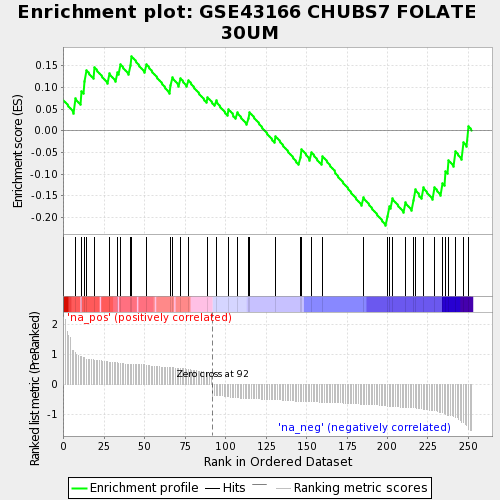 Enrichment plot: GSE43166 CHUBS7 FOLATE
30UM
Enrichment score (ES)
0.15
0.10
0.05
0.00
-0.05
-0.10
-0.15
-0.20
'na_pos' (positively correlated)
Ranked list metric (PreRanked)
2
1
0
-1
Zero cross at 92
'na_neg' (negatively correlated)
0 25 50 75 100 125 150 175 200 225 250
Rank in Ordered Dataset
Enrichment profile Hits Ranking metric scores